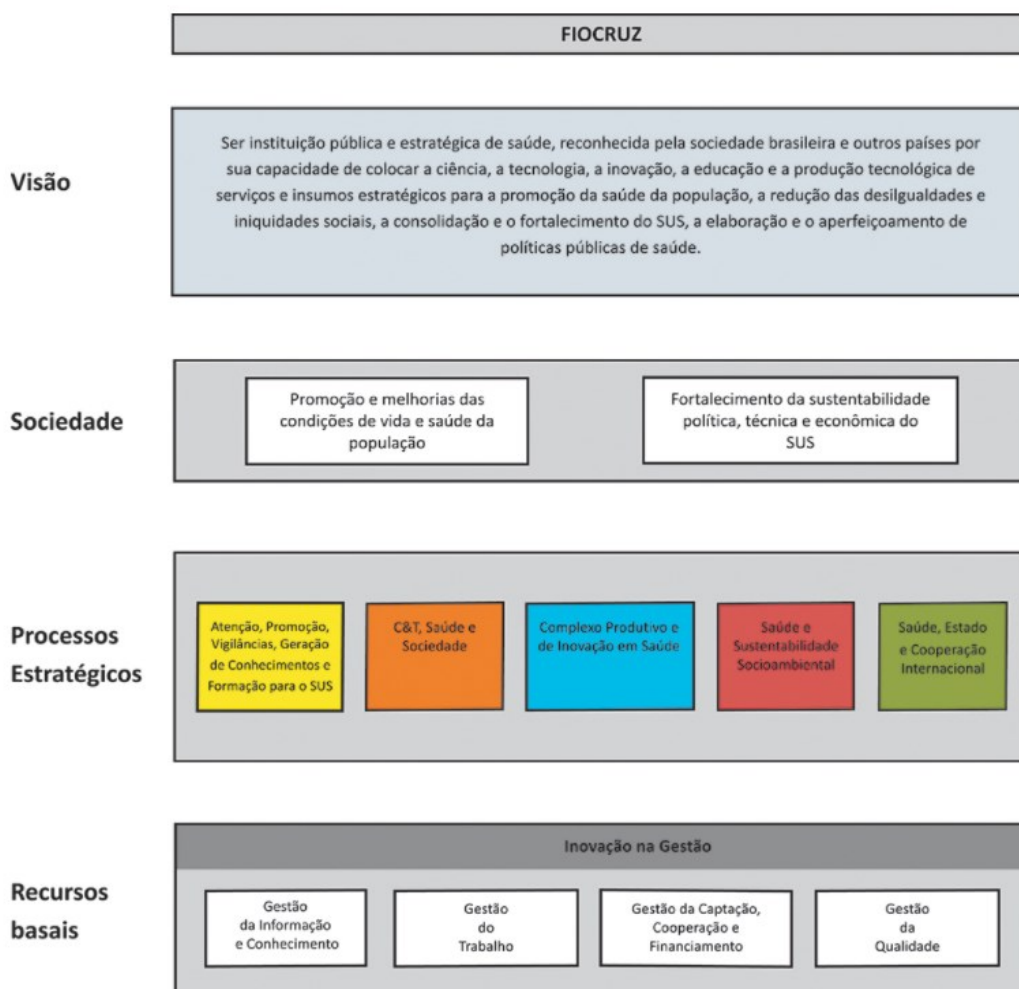 FIOCRUZ
Visão
Ser instituição pública e estratégica de saúde, reconhecida pela sociedade brasileira e outros países por
sua capacidade de colocar a ciência, a tecnologia, a inovação, a educação e a produção tecnológica de
serviços e insumos estratégicos para a promoção da saúde da população, a redução das desilgualdades e
iniquidades sociais, a consolidação e o fortalecimento do SUS, a elaboração e o aperfeiçoamento de
políticas públicas de saúde.
Sociedade
Promoção e melhorias das
condições de vida e saúde da
população
Fortalecimento da sustentabilidade
política, técnica e econômica do
SUS
Processos
Estratégicos
Atenção, Promoção,
Vigilâncias, Geração
de Conhecimentos e
Formação para o SUS
C&T, Saúde e
Sociedade
Complexo Produtivo e
de Inovação em Saúde
Saúde e
Sustentabilidade
Socioambiental
Saúde, Estado
e Cooperação
Internacional
Recursos
basais
Inovação na Gestão
Gestão
da Informação
e Conhecimento
Gestão
do
Trabalho
Gestão da Captação,
Cooperação e
Financiamento
Gestão
da
Qualidade